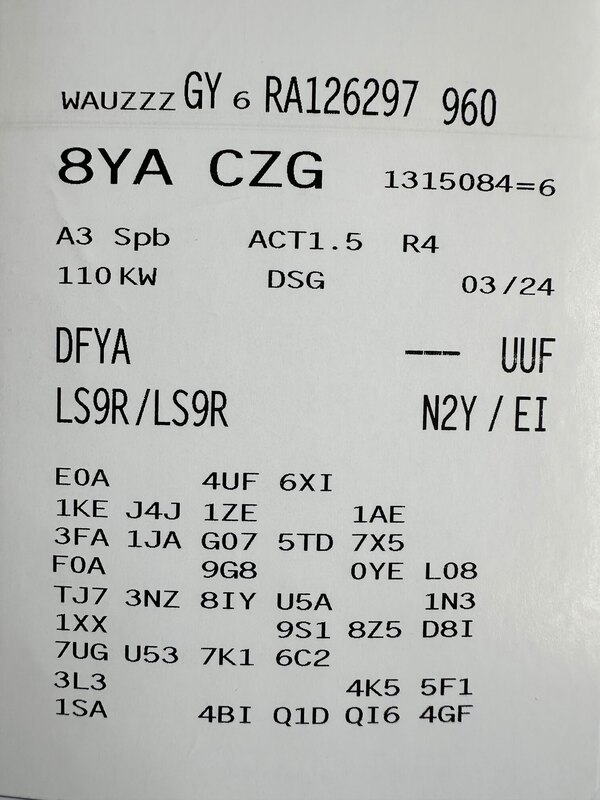 WAUZZZ GY 6 RA126297 960
8YA CZG 1315084=6
A3 Spb ACT1.5 R4
110 KW DSG 03/24
DFYA --- UUF
LS9R/LS9R N2Y / EI
E0A 4UF 6XI
1KE J4J 1ZE 1AE
3FA 1JA G07 5TD 7X5
F0A 9G8 0YE L08
TJ7 3NZ 8IY U5A 1N3
1XX 9S1 8Z5 D8I
7UG U53 7K1 6C2
3L3 4K5 5F1
1SA 4BI Q1D QI6 4GF